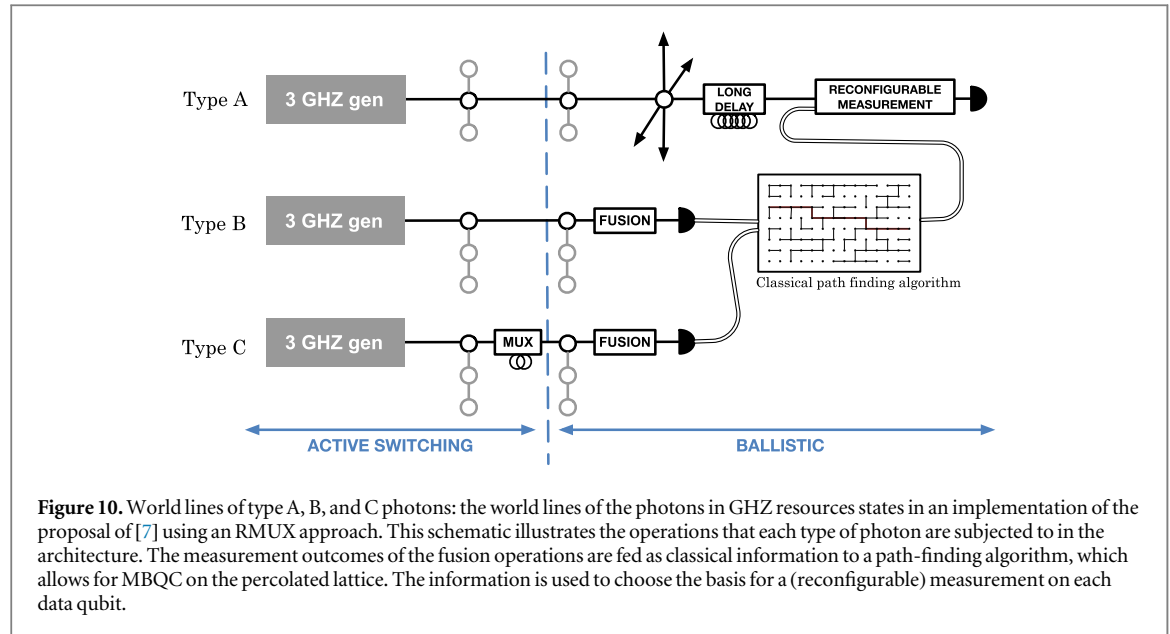 Type A
3 GHZ gen
LONG
DELAY
RECONFIGURABLE
MEASUREMENT
Type B
3 GHZ gen
FUSION
Classical path finding algorithm
Type C
3 GHZ gen
MUX
FUSION
ACTIVE SWITCHING
BALLISTIC
Figure 10. World lines of type A, B, and C photons: the world lines of the photons in GHZ resources states in an implementation of the
proposal of [7] using an RMUX approach. This schematic illustrates the operations that each type of photon are subjected to in the
architecture. The measurement outcomes of the fusion operations are fed as classical information to a path-finding algorithm, which
allows for MBQC on the percolated lattice. The information is used to choose the basis for a (reconfigurable) measurement on each
data qubit.